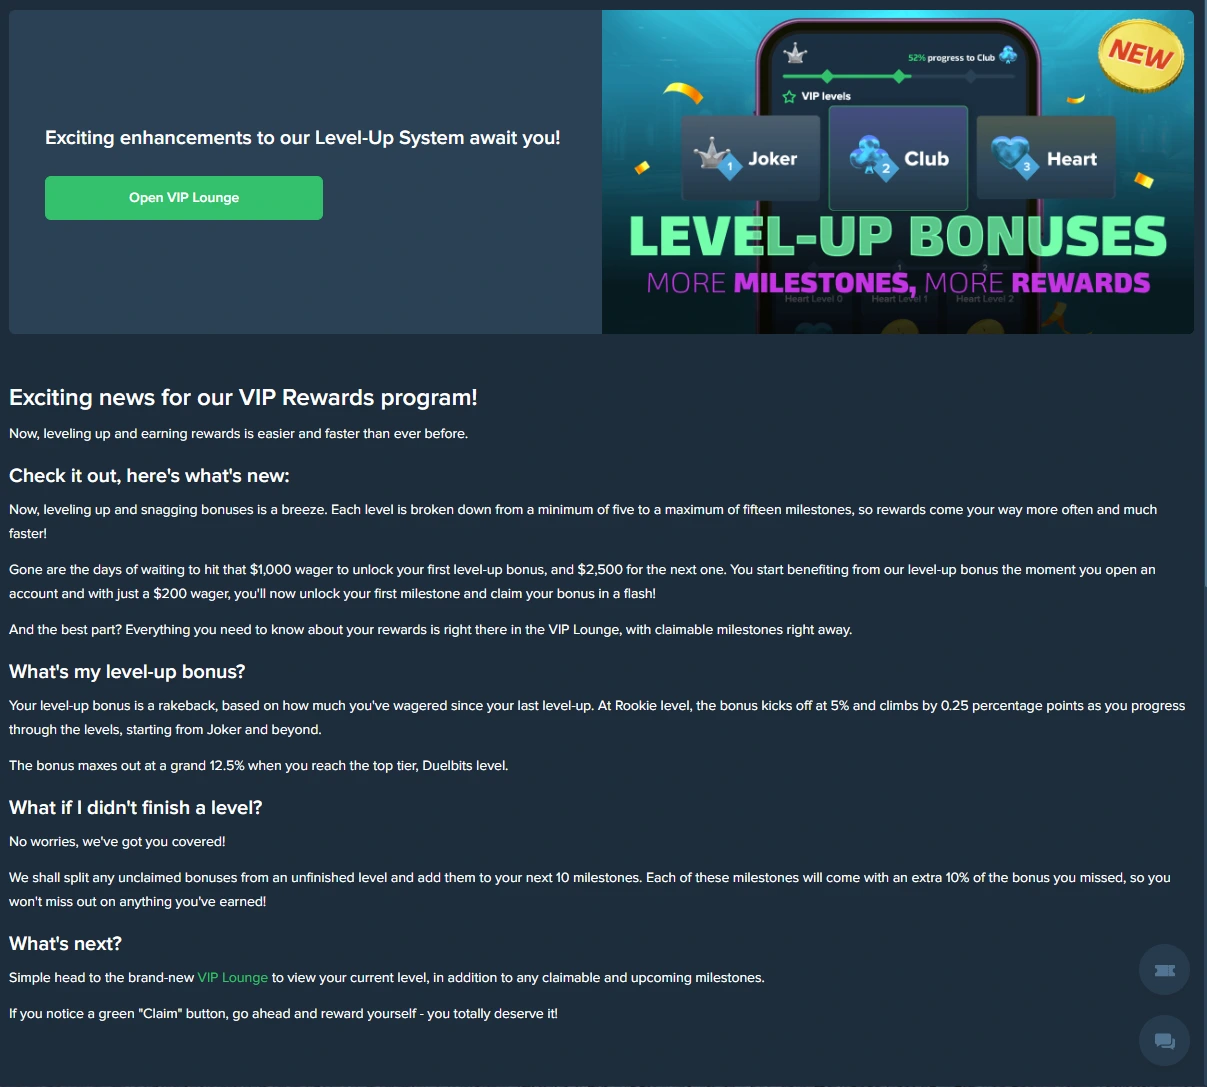 Exciting enhancements to our Level-Up System await you!
Open VIP Lounge
52% progress to Club
VIP levels
NEW
1 Joker
2 Club
3 Heart
LEVEL-UP BONUSES
1 2
MORE MILESTONES, MORE REWARDS
Heart Level 0 Heart Level 1 Heart Level 2
Exciting news for our VIP Rewards program!
Now, leveling up and earning rewards is easier and faster than ever before.
Check it out, here's what's new:
Now, leveling up and snagging bonuses is a breeze. Each level is broken down from a minimum of five to a maximum of fifteen milestones, so rewards come your way more often and much
faster!
Gone are the days of waiting to hit that $1,000 wager to unlock your first level-up bonus, and $2,500 for the next one. You start benefiting from our level-up bonus the moment you open an
account and with just a $200 wager, you'll now unlock your first milestone and claim your bonus in a flash!
And the best part? Everything you need to know about your rewards is right there in the VIP Lounge, with claimable milestones right away.
What's my level-up bonus?
Your level-up bonus is a rakeback, based on how much you've wagered since your last level-up. At Rookie level, the bonus kicks off at 5% and climbs by 0.25 percentage points as you progress
through the levels, starting from Joker and beyond.
The bonus maxes out at a grand 12.5% when you reach the top tier, Duelbits level.
What if I didn't finish a level?
No worries, we've got you covered!
We shall split any unclaimed bonuses from an unfinished level and add them to your next 10 milestones. Each of these milestones will come with an extra 10% of the bonus you missed, so you
won't miss out on anything you've earned!
What's next?
Simple head to the brand-new VIP Lounge to view your current level, in addition to any claimable and upcoming milestones.
If you notice a green "Claim" button, go ahead and reward yourself - you totally deserve it!